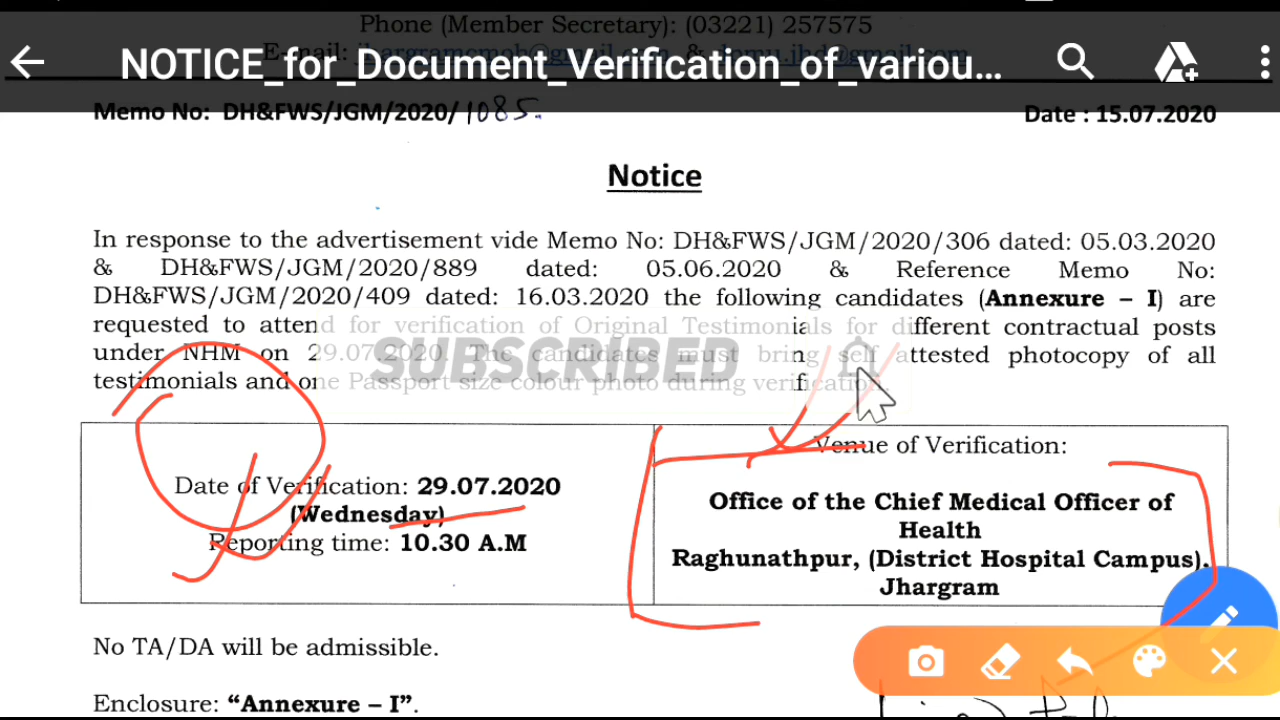 Phone (Member Secretary): (03221) 257575
NOTICE_for_Document_Verification_of_variou...
Memo No: DH&FWS/JGM/2020/1085.
Date : 15.07.2020
Notice
In response to the advertisement vide Memo No: DH&FWS/JGM/2020/306 dated: 05.03.2020
& DH&FWS/JGM/2020/889 dated: 05.06.2020 & Reference Memo No:
DH&FWS/JGM/2020/409 dated: 16.03.2020 the following candidates (Annexure – I) are
requested to attend for verification of Original Testimonials for different contractual posts
under NHM on 29.07.2020. The candidates must bring self attested photocopy of all
SUBSCRIBED
testimonials and one Passport size colour photo during verification.
Date of Verification: 29.07.2020
(Wednesday)
Reporting time: 10.30 A.M
Venue of Verification:
Office of the Chief Medical Officer of
Health
Raghunathpur, (District Hospital Campus),
Jhargram
No TA/DA will be admissible.
Enclosure: “Annexure – I”.